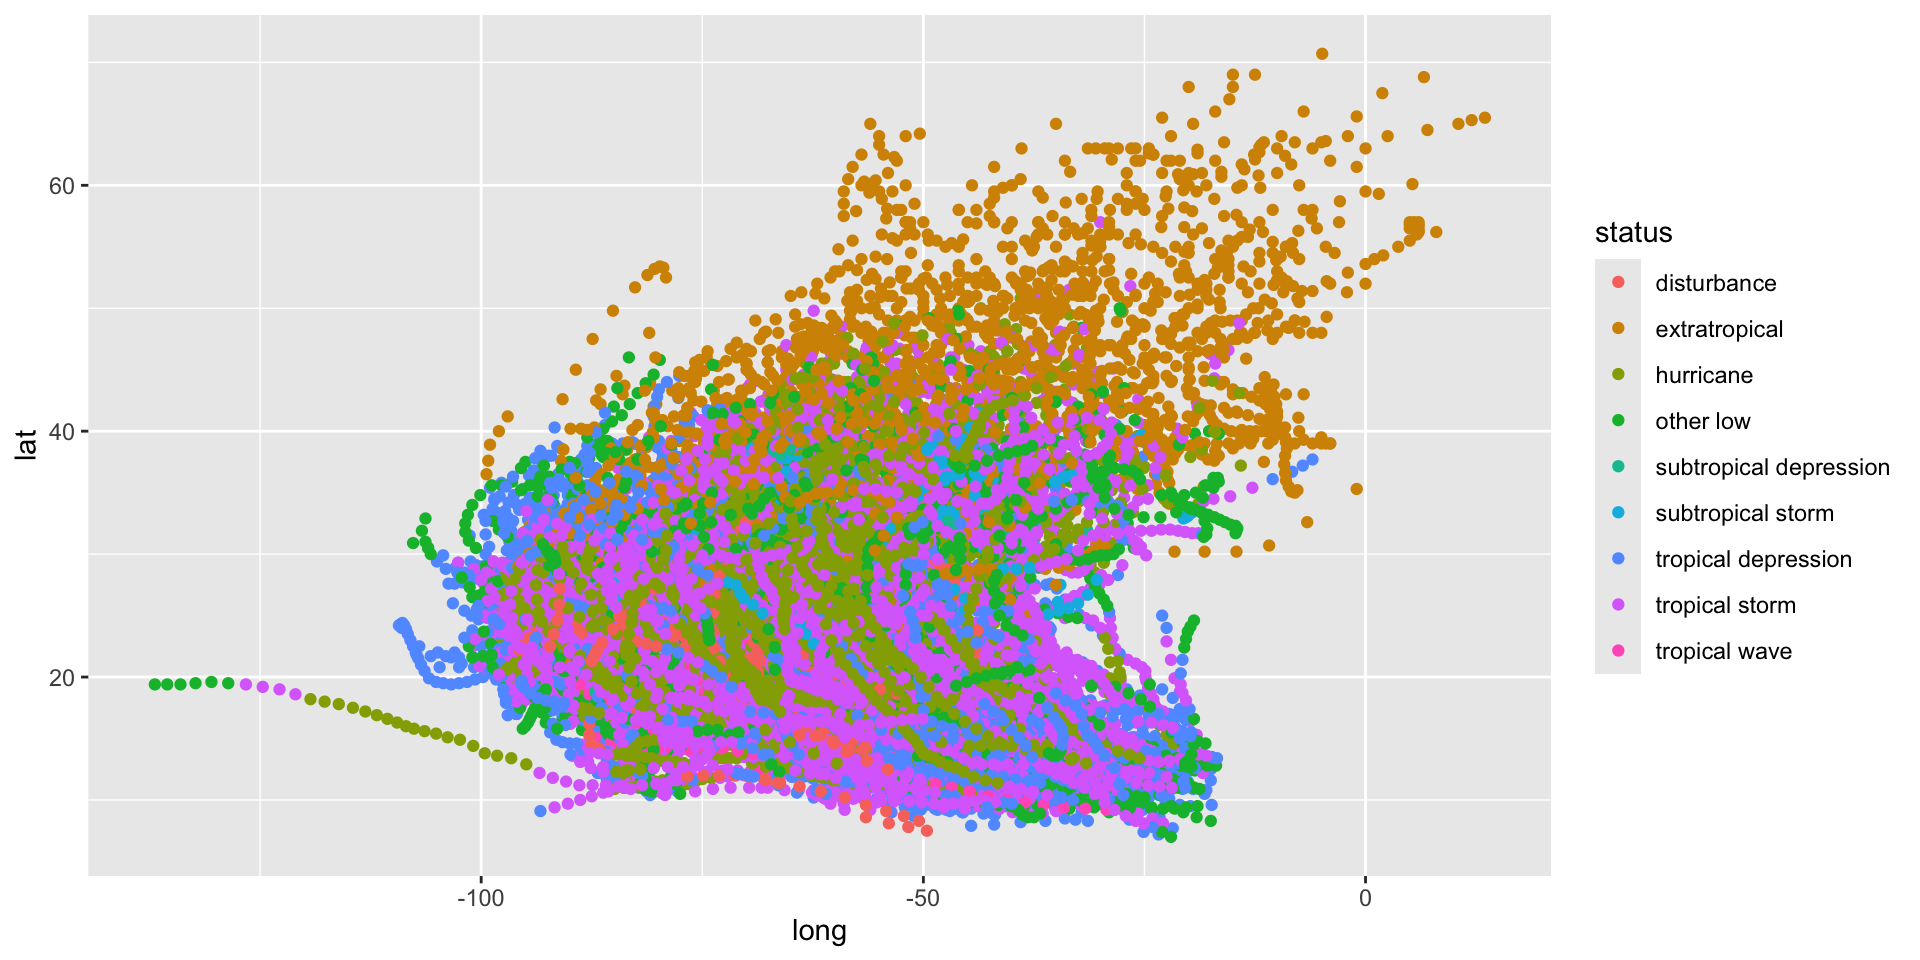 60
40
20
lat
-100
-50
0
long
status
disturbance
extratropical
hurricane
other low
subtropical depression
subtropical storm
tropical depression
tropical storm
tropical wave